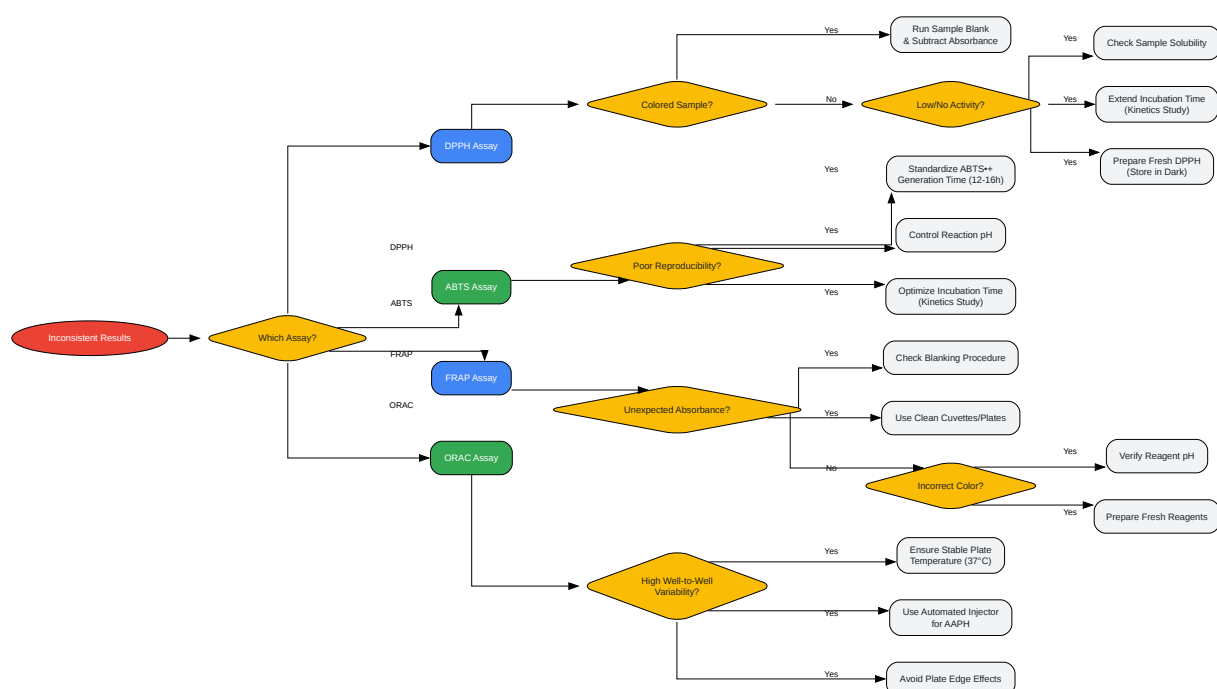 Yes
Run Sample Blank
& Subtract Absorbance
Yes
Check Sample Solubility
Colored Sample?
No
Low/No Activity?
Yes
Extend Incubation Time
(Kinetics Study)
DPPH Assay
Yes
Prepare Fresh DPPH
(Store in Dark)
Yes
Standardize ABTS•+
Generation Time (12-16h)
DPPH
Yes
Control Reaction pH
Poor Reproducibility?
ABTS Assay
ABTS
Yes
Optimize Incubation Time
(Kinetics Study)
Inconsistent Results
Which Assay?
FRAP
Yes
Check Blanking Procedure
FRAP Assay
ORAC
Unexpected Absorbance?
Yes
Use Clean Cuvettes/Plates
ORAC Assay
No
Incorrect Color?
Yes
Verify Reagent pH
Yes
Prepare Fresh Reagents
Yes
Ensure Stable Plate
Temperature (37°C)
High Well-to-Well
Variability?
Yes
Use Automated Injector
for AAPH
Yes
Avoid Plate Edge Effects